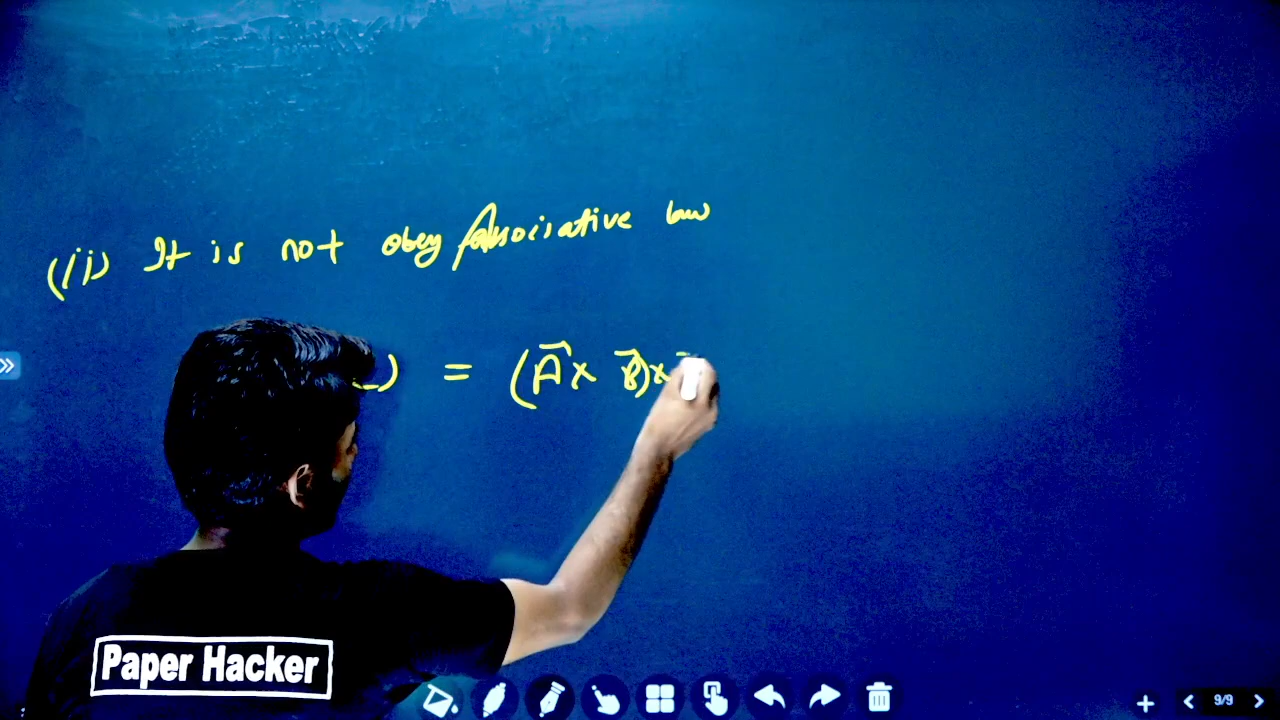 (ii) It is not obey Associative law
) = (A⃗ x B⃗)x
Paper Hacker
9/9